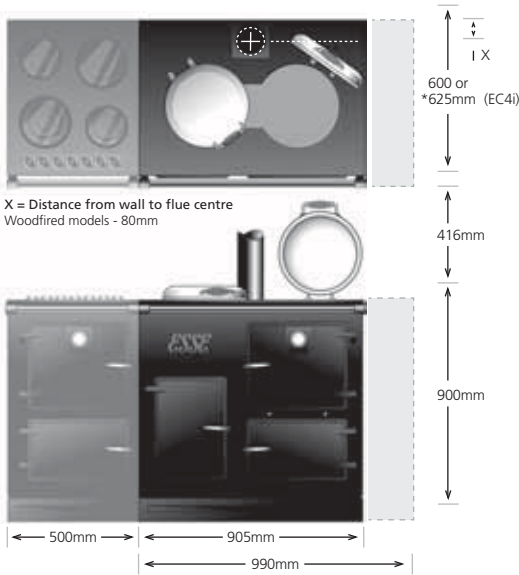 X
600 or
*625mm (EC4i)
X = Distance from wall to flue centre
Woodfired models - 80mm
416mm
ESSE
900mm
500mm
905mm
990mm